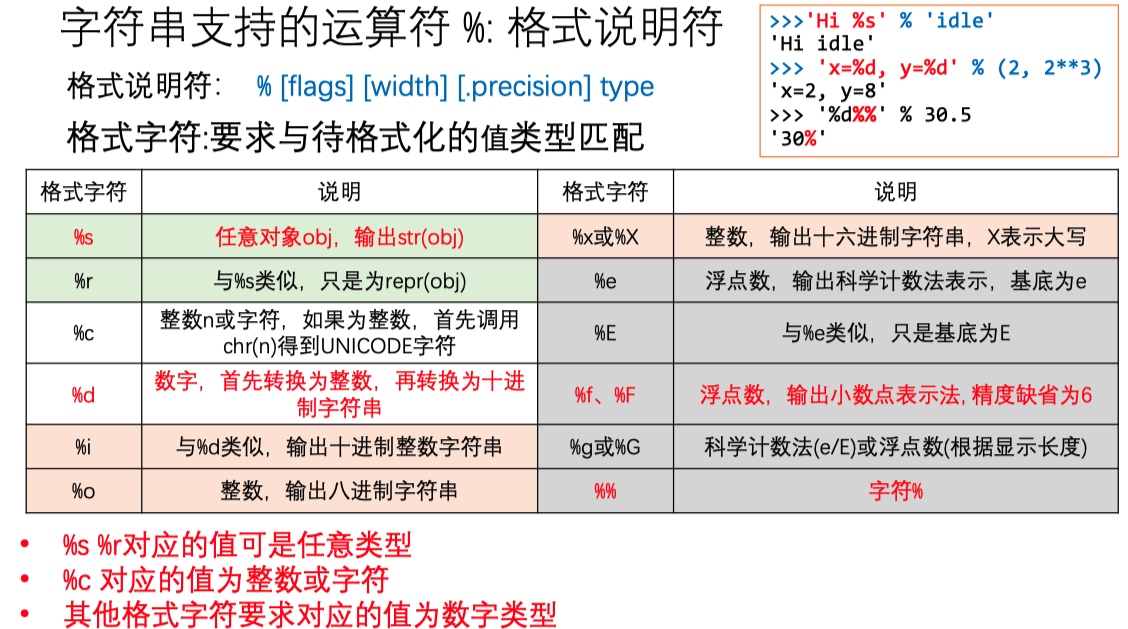 字符串支持的运算符 %: 格式说明符
格式说明符： % [flags] [width] [.precision] type
格式字符:要求与待格式化的值类型匹配
>>>'Hi %s' % 'idle'
'Hi idle'
>>> 'x=%d, y=%d' % (2, 2**3)
'x=2, y=8'
>>> '%d%%' % 30.5
'30%'
格式字符 说明 格式字符 说明
%s 任意对象obj，输出str(obj) %x或%X 整数，输出十六进制字符串，X表示大写
%r 与%s类似，只是为repr(obj) %e 浮点数，输出科学计数法表示，基底为e
%c 整数n或字符，如果为整数，首先调用
chr(n)得到UNICODE字符 %E 与%e类似，只是基底为E
%d 数字，首先转换为整数，再转换为十进
制字符串 %f、%F 浮点数，输出小数点表示法, 精度缺省为6
%i 与%d类似，输出十进制整数字符串 %g或%G 科学计数法(e/E)或浮点数(根据显示长度)
%o 整数，输出八进制字符串 %% 字符%
• %s %r对应的值可是任意类型
• %c 对应的值为整数或字符
• 其他格式字符要求对应的值为数字类型